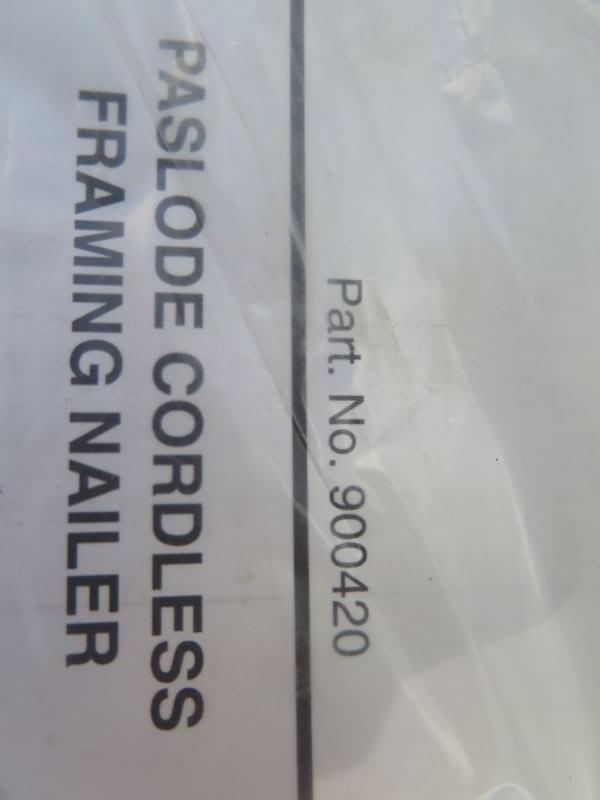 Part. No. 900420
PASLODE CORDLESS
FRAMING NAILER